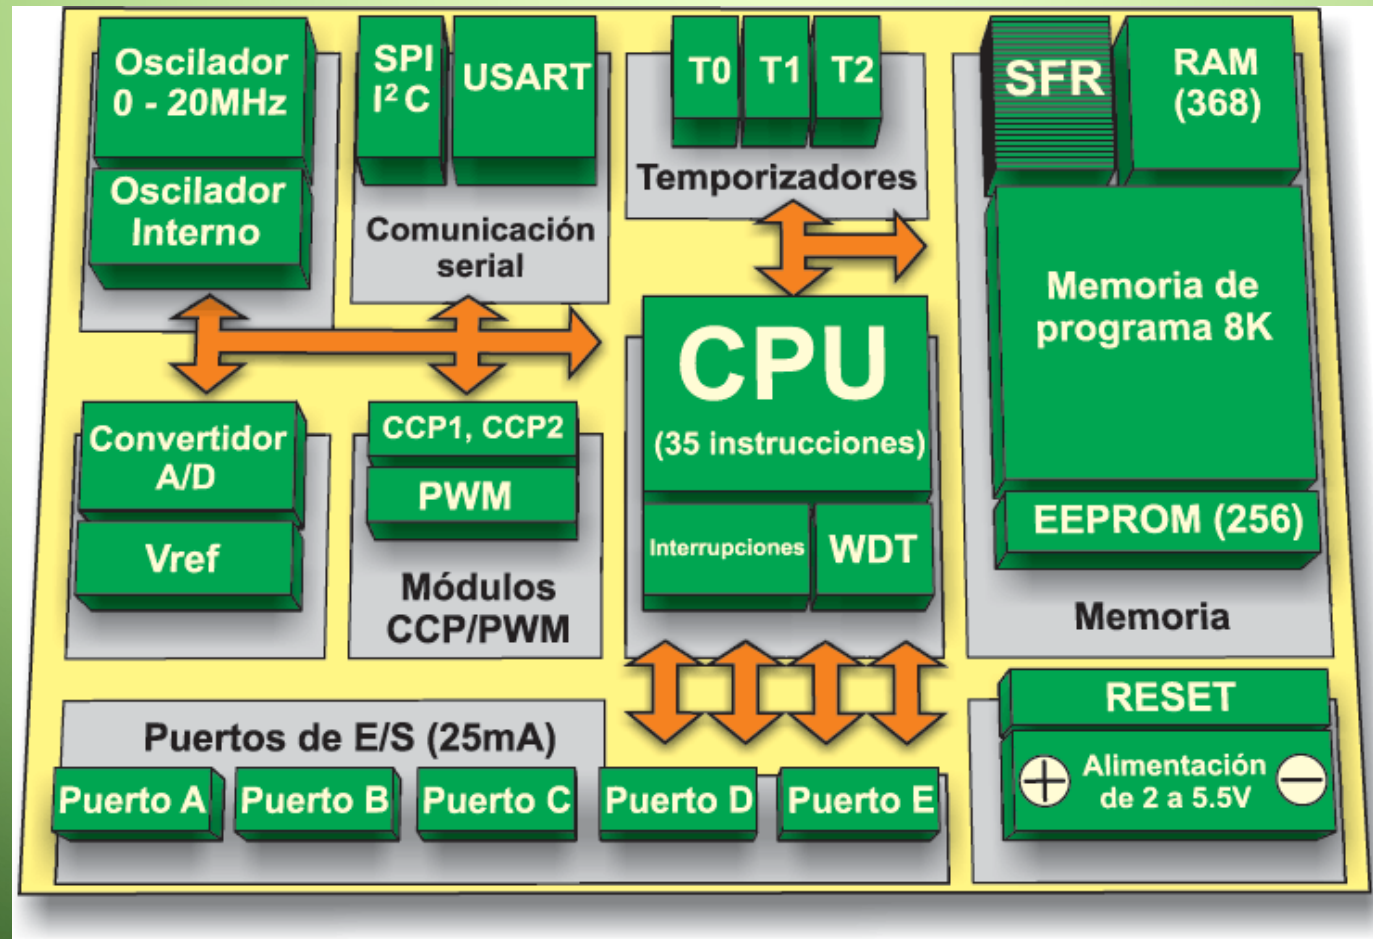 Oscilador
0 - 20MHz
Oscilador
Interno
SPI
I²C
USART
Comunicación
serial
T0
T1
T2
Temporizadores
SFR
RAM
(368)
Memoria de
programa 8K
EEPROM (256)
Memoria
Convertidor
A/D
Vref
CCP1, CCP2
PWM
Módulos
CCP/PWM
CPU
(35 instrucciones)
Interrupciones
WDT
Puertos de E/S (25mA)
Puerto A
Puerto B
Puerto C
Puerto D
Puerto E
RESET
+
Alimentación
de 2 a 5.5V
−